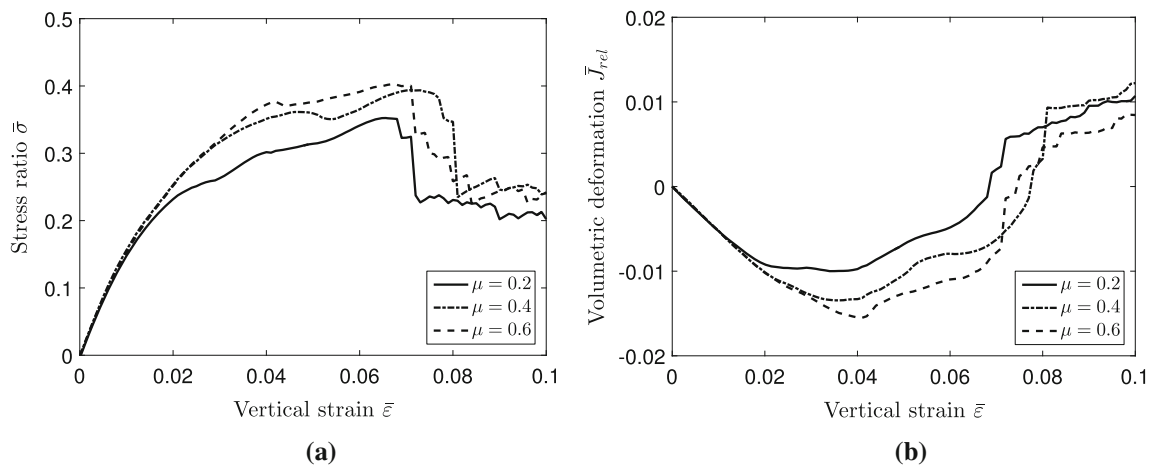 0.5
0.4
0.3
0.2
0.1
0
Stress ratio σ̄
0 0.02 0.04 0.06 0.08 0.1
Vertical strain ε̄
μ = 0.2
μ = 0.4
μ = 0.6
(a)
0.02
0.01
0
-0.01
-0.02
Volumetric deformation J̄rel
0 0.02 0.04 0.06 0.08 0.1
Vertical strain ε̄
μ = 0.2
μ = 0.4
μ = 0.6
(b)